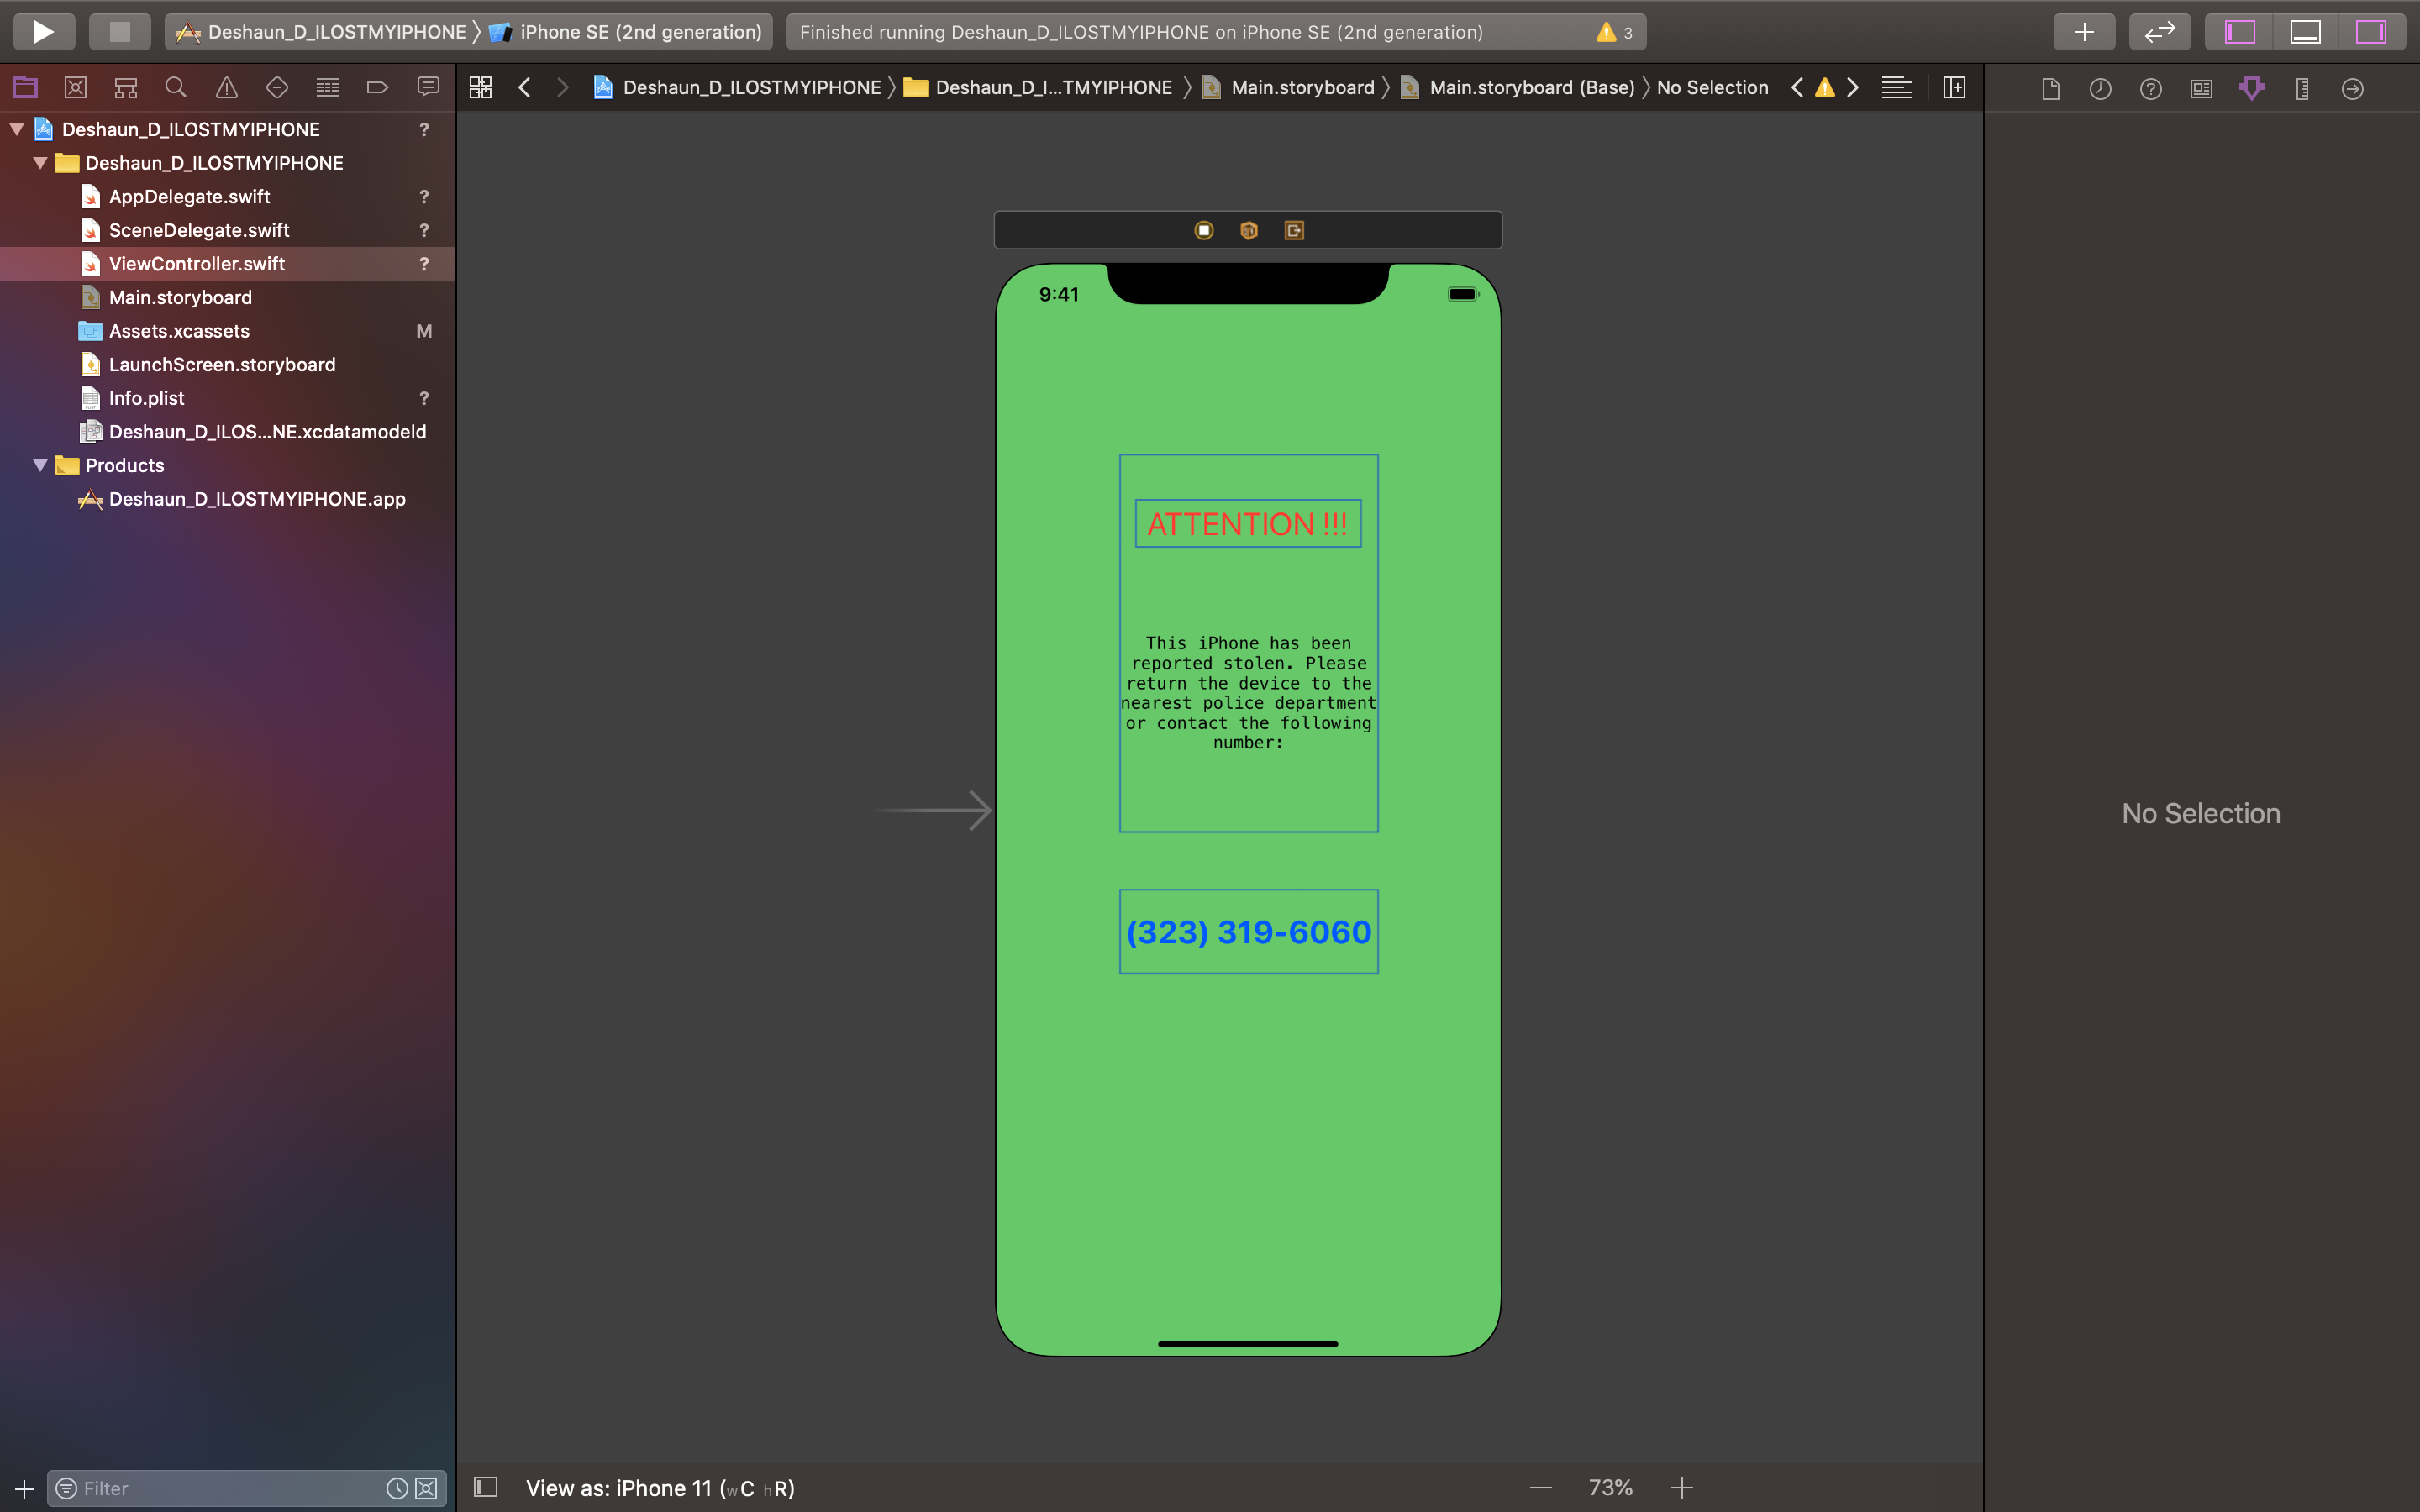 Deshaun_D_ILOSTMYIPHONE
iPhone SE (2nd generation)
Finished running Deshaun_D_ILOSTMYIPHONE on iPhone SE (2nd generation)
3
Deshaun_D_ILOSTMYIPHONE
Deshaun_D_I...TMYIPHONE
Main.storyboard
Main.storyboard (Base)
No Selection
Deshaun_D_ILOSTMYIPHONE ?
Deshaun_D_ILOSTMYIPHONE
AppDelegate.swift ?
SceneDelegate.swift ?
ViewController.swift ?
Main.storyboard
Assets.xcassets M
LaunchScreen.storyboard
Info.plist ?
Deshaun_D_ILOS...NE.xcdatamodeld
Products
Deshaun_D_ILOSTMYIPHONE.app
9:41
ATTENTION !!!
This iPhone has been
reported stolen. Please
return the device to the
nearest police department
or contact the following
number:
(323) 319-6060
No Selection
Filter
View as: iPhone 11 (wC hR)
73%